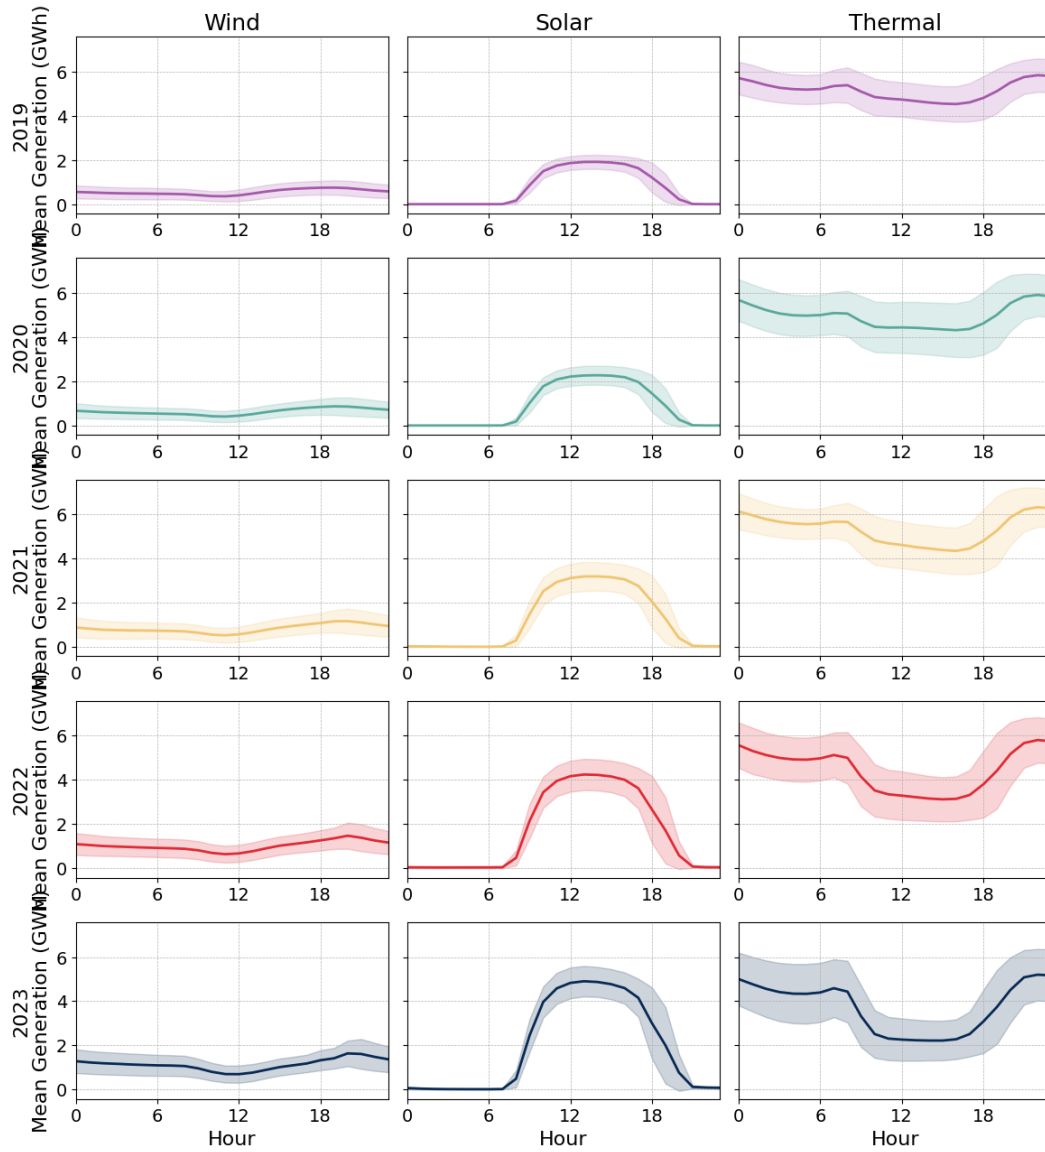 Wind Solar Thermal
2019
Mean Generation (GWh)
6
4
2
0
0 6 12 18 0 6 12 18 0 6 12 18
2020
Mean Generation (GWh)
6
4
2
0
0 6 12 18 0 6 12 18 0 6 12 18
2021
Mean Generation (GWh)
6
4
2
0
0 6 12 18 0 6 12 18 0 6 12 18
2022
Mean Generation (GWh)
6
4
2
0
0 6 12 18 0 6 12 18 0 6 12 18
2023
Mean Generation (GWh)
6
4
2
0
0 6 12 18 0 6 12 18 0 6 12 18
Hour Hour Hour